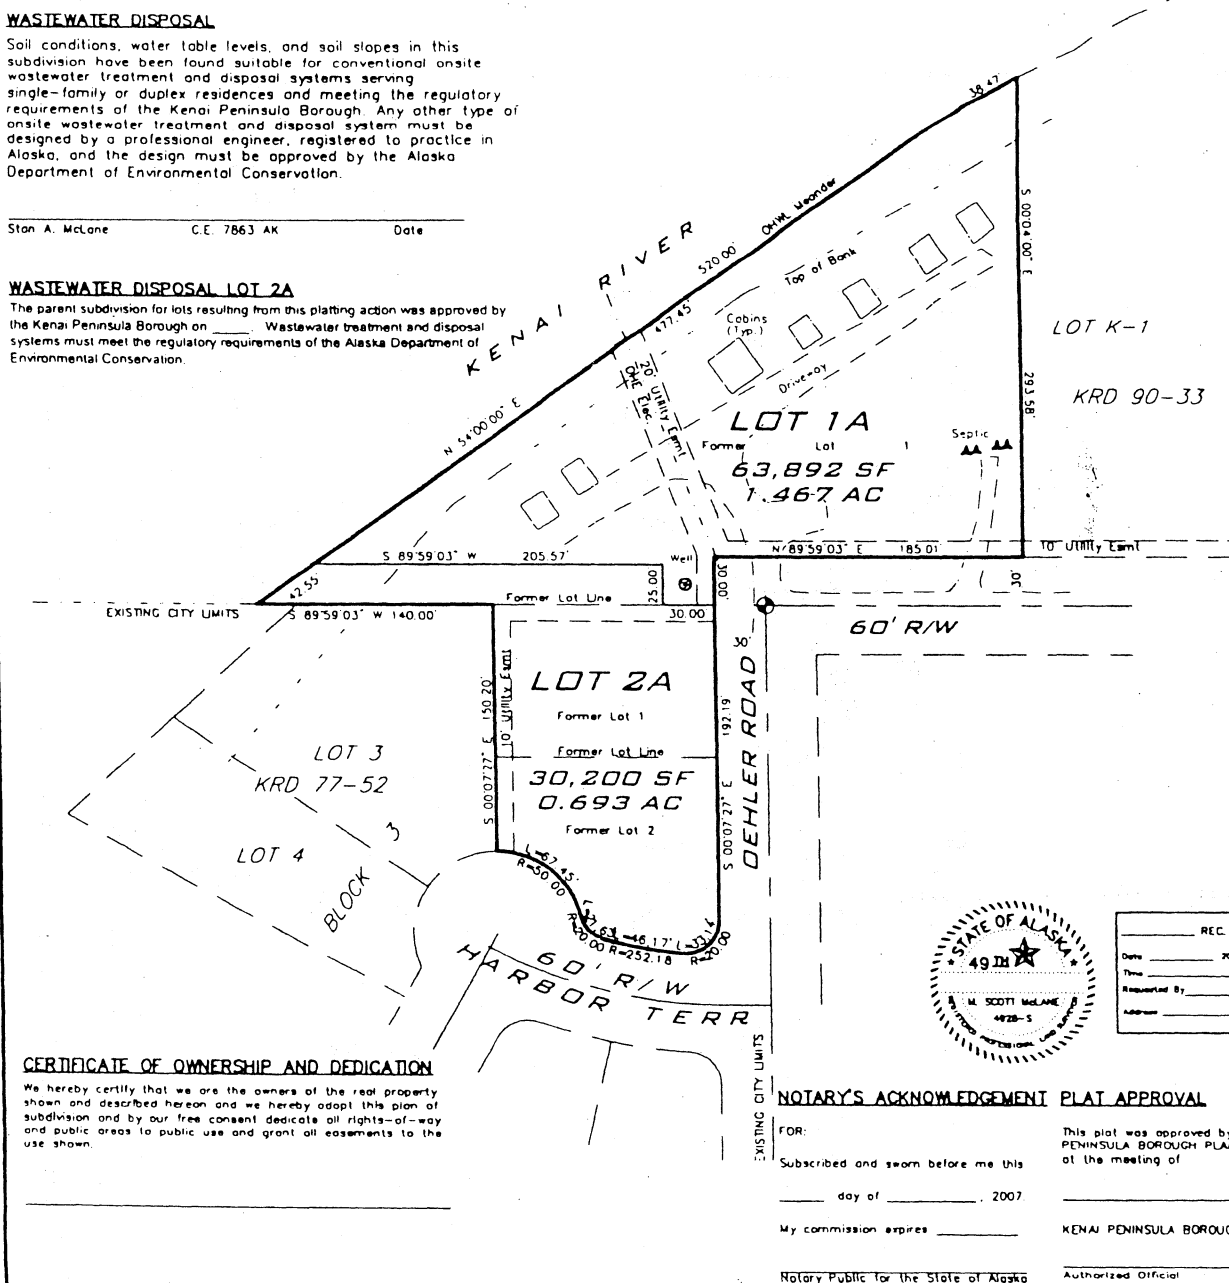 WASTEWATER DISPOSAL
Soil conditions, water table levels, and soil slopes in this
subdivision have been found suitable for conventional onsite
wastewater treatment and disposal systems serving
single-family or duplex residences and meeting the regulatory
requirements of the Kenai Peninsula Borough. Any other type of
onsite wastewater treatment and disposal system must be
designed by a professional engineer, registered to practice in
Alaska, and the design must be approved by the Alaska
Department of Environmental Conservation.
Stan A. McLane C.E. 7863 AK Date
WASTEWATER DISPOSAL LOT 2A
The parent subdivision for lots resulting from this platting action was approved by
the Kenai Peninsula Borough on _____. Wastewater treatment and disposal
systems must meet the regulatory requirements of the Alaska Department of
Environmental Conservation.
KENAI RIVER
38.47'
OHW Meander
520.00'
477.45'
N 54°00'00" E
42.55'
Top of Bank
Cabins
(Typ.)
Driveway
20' Utility Esmt
OHE Elec.
S 00°04'00" E
293.58'
LOT K-1
KRD 90-33
LOT 1A
Former Lot 1
63,892 SF
1.467 AC
Septic
S 89°59'03" W 205.57'
Well
N 89°59'03" E 185.01'
10' Utility Esmt
25.00'
30.00'
30'
EXISTING CITY LIMITS
Former Lot Line
30.00'
S 89°59'03" W 140.00'
60' R/W
30'
10' Utility Esmt
S 00°07'27" E 150.20'
LOT 2A
Former Lot 1
Former Lot Line
30,200 SF
0.693 AC
Former Lot 2
S 00°07'27" E 192.19'
OEHLER ROAD
LOT 3
KRD 77-52
LOT 4
BLOCK 3
L=67.45'
R=50.00
L=37.63'
R=20.00
L=46.17'
R=252.18
L=33.14'
R=20.00
60' R/W
HARBOR TERR
EXISTING CITY LIMITS
STATE OF ALASKA
49 TH
M. SCOTT McLANE
4928-S
REGISTERED PROFESSIONAL LAND SURVEYOR
REC.
Date 20
Time
Requested By
Address
CERTIFICATE OF OWNERSHIP AND DEDICATION
We hereby certify that we are the owners of the real property
shown and described hereon and we hereby adopt this plan of
subdivision and by our free consent dedicate all rights-of-way
and public areas to public use and grant all easements to the
use shown.
NOTARY'S ACKNOWLEDGEMENT
FOR:
Subscribed and sworn before me this
_____ day of __________, 2007.
My commission expires _________
Notary Public for the State of Alaska
PLAT APPROVAL
This plat was approved by
PENINSULA BOROUGH PLA
at the meeting of
KENAI PENINSULA BOROUG
Authorized Official